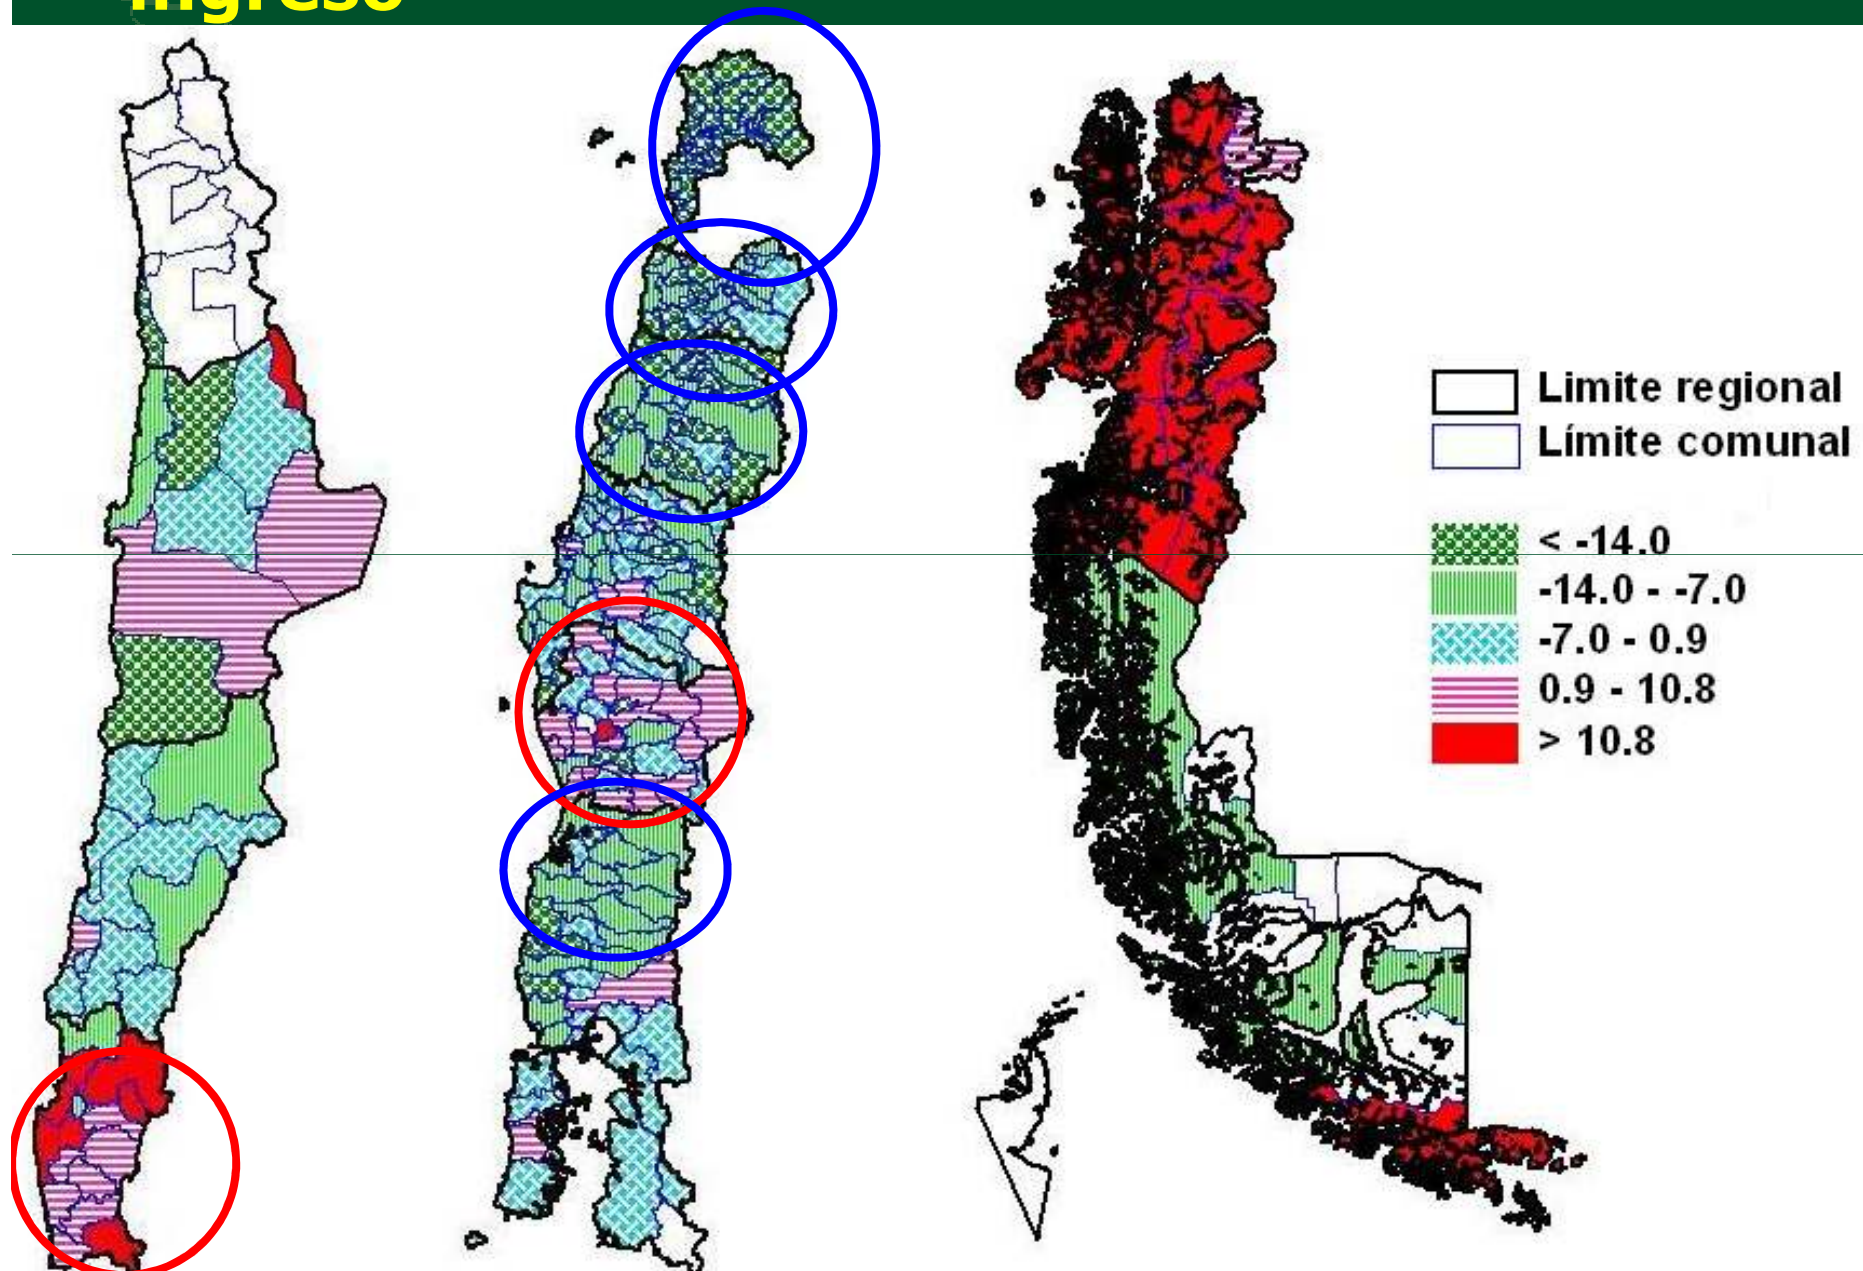 Ingreso
Limite regional
Límite comunal
< -14.0
-14.0 - -7.0
-7.0 - 0.9
0.9 - 10.8
> 10.8